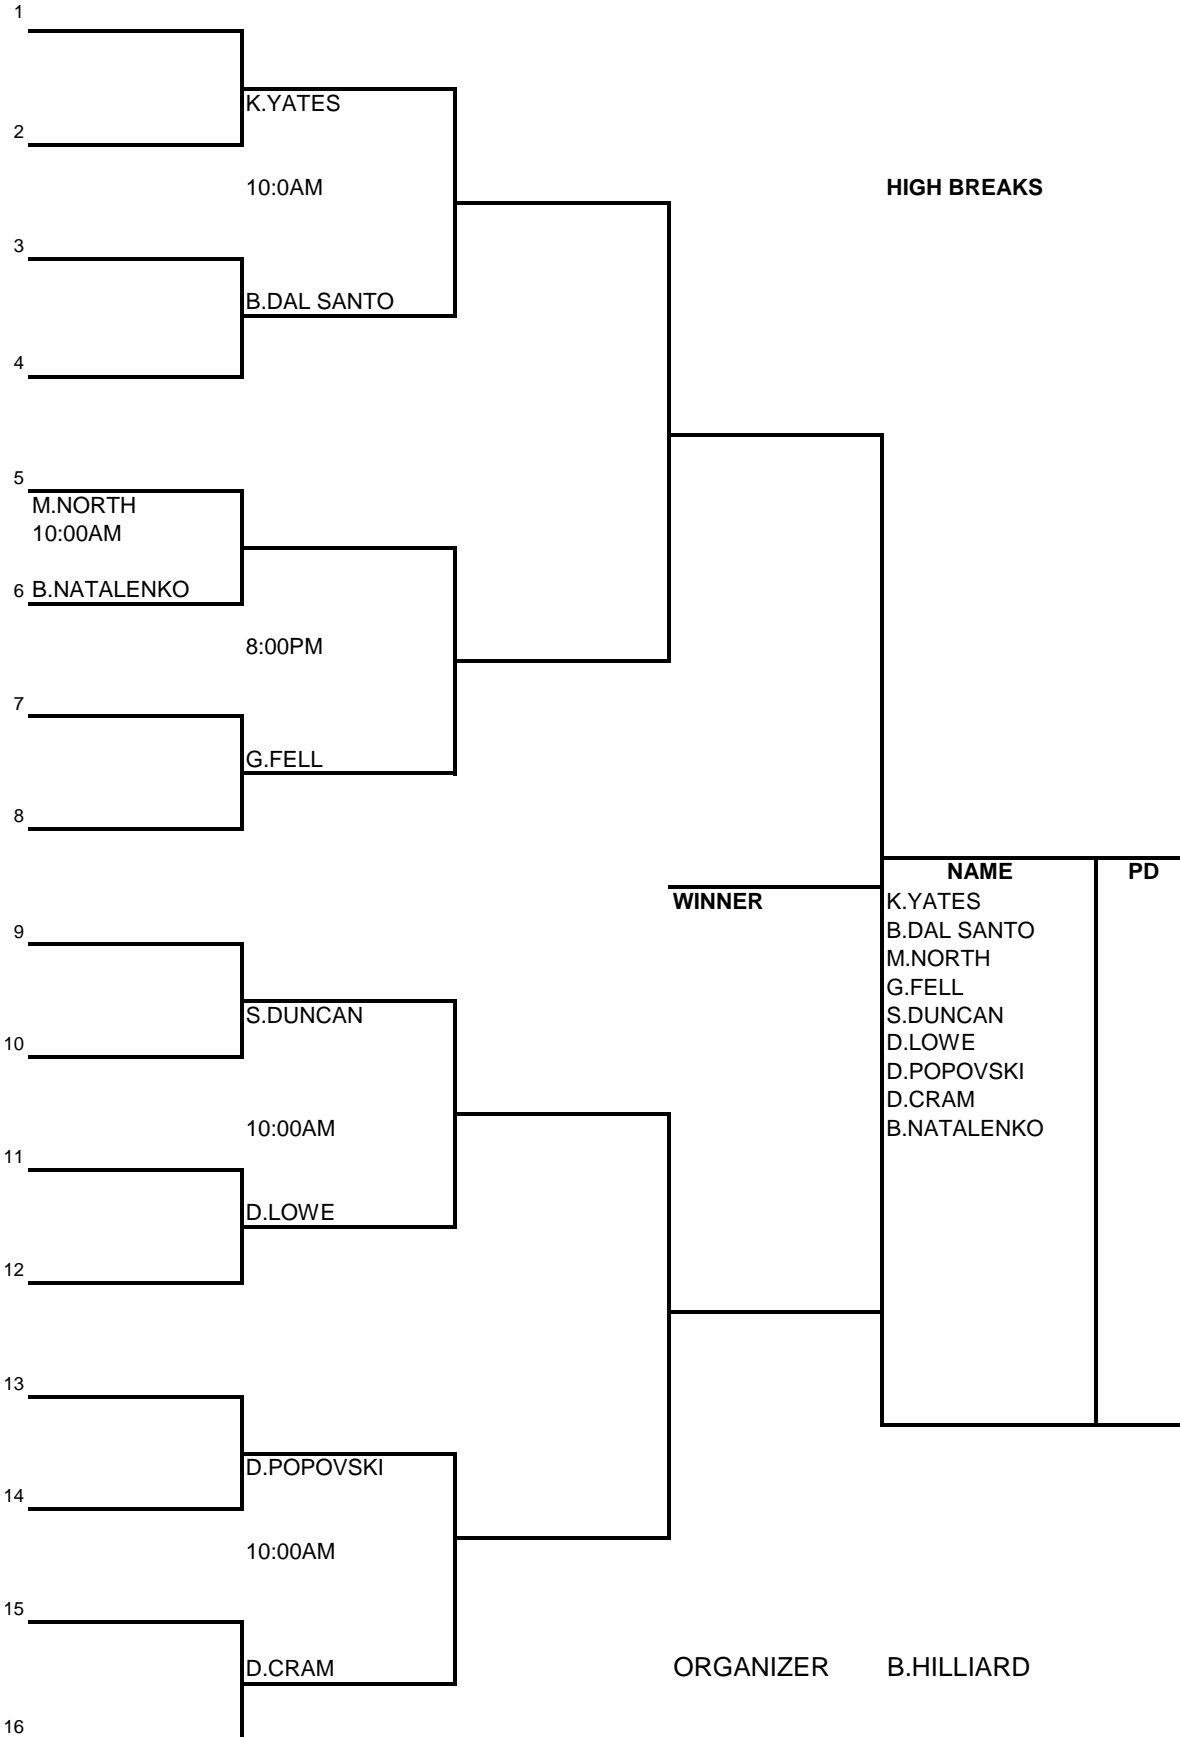 1
K.YATES
2
10:0AM
HIGH BREAKS
3
B.DAL SANTO
4
5
M.NORTH
10:00AM
6 B.NATALENKO
8:00PM
7
G.FELL
8
NAME PD
WINNER K.YATES
9 B.DAL SANTO
M.NORTH
G.FELL
S.DUNCAN S.DUNCAN
10 D.LOWE
D.POPOVSKI
D.CRAM
10:00AM B.NATALENKO
11
D.LOWE
12
13
D.POPOVSKI
14
10:00AM
15
D.CRAM ORGANIZER B.HILLIARD
16